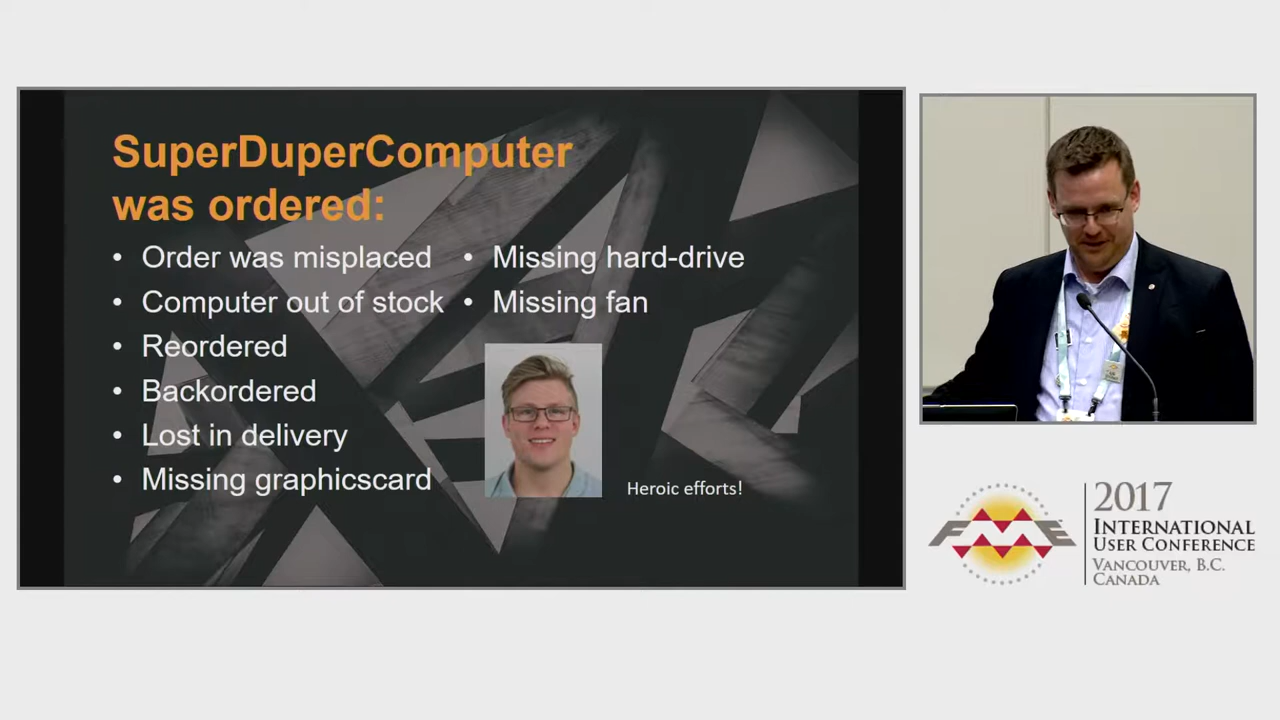 SuperDuperComputer
was ordered:
• Order was misplaced
• Computer out of stock
• Reordered
• Backordered
• Lost in delivery
• Missing graphicscard
• Missing hard-drive
• Missing fan
Heroic efforts!
FME
2017
INTERNATIONAL
USER CONFERENCE
VANCOUVER, B.C.
CANADA